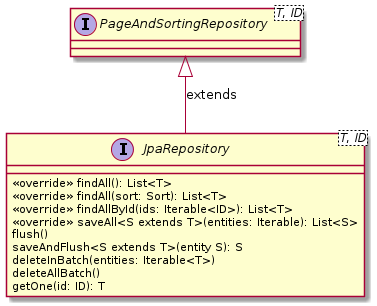 I PageAndSortingRepository T, ID
extends
I JpaRepository T, ID
«override» findAll(): List<T>
«override» findAll(sort: Sort): List<T>
«override» findAllById(ids: Iterable<ID>): List<T>
«override» saveAll<S extends T>(entities: Iterable): List<S>
flush()
saveAndFlush<S extends T>(entity S): S
deleteInBatch(entities: Iterable<T>)
deleteAllBatch()
getOne(id: ID): T